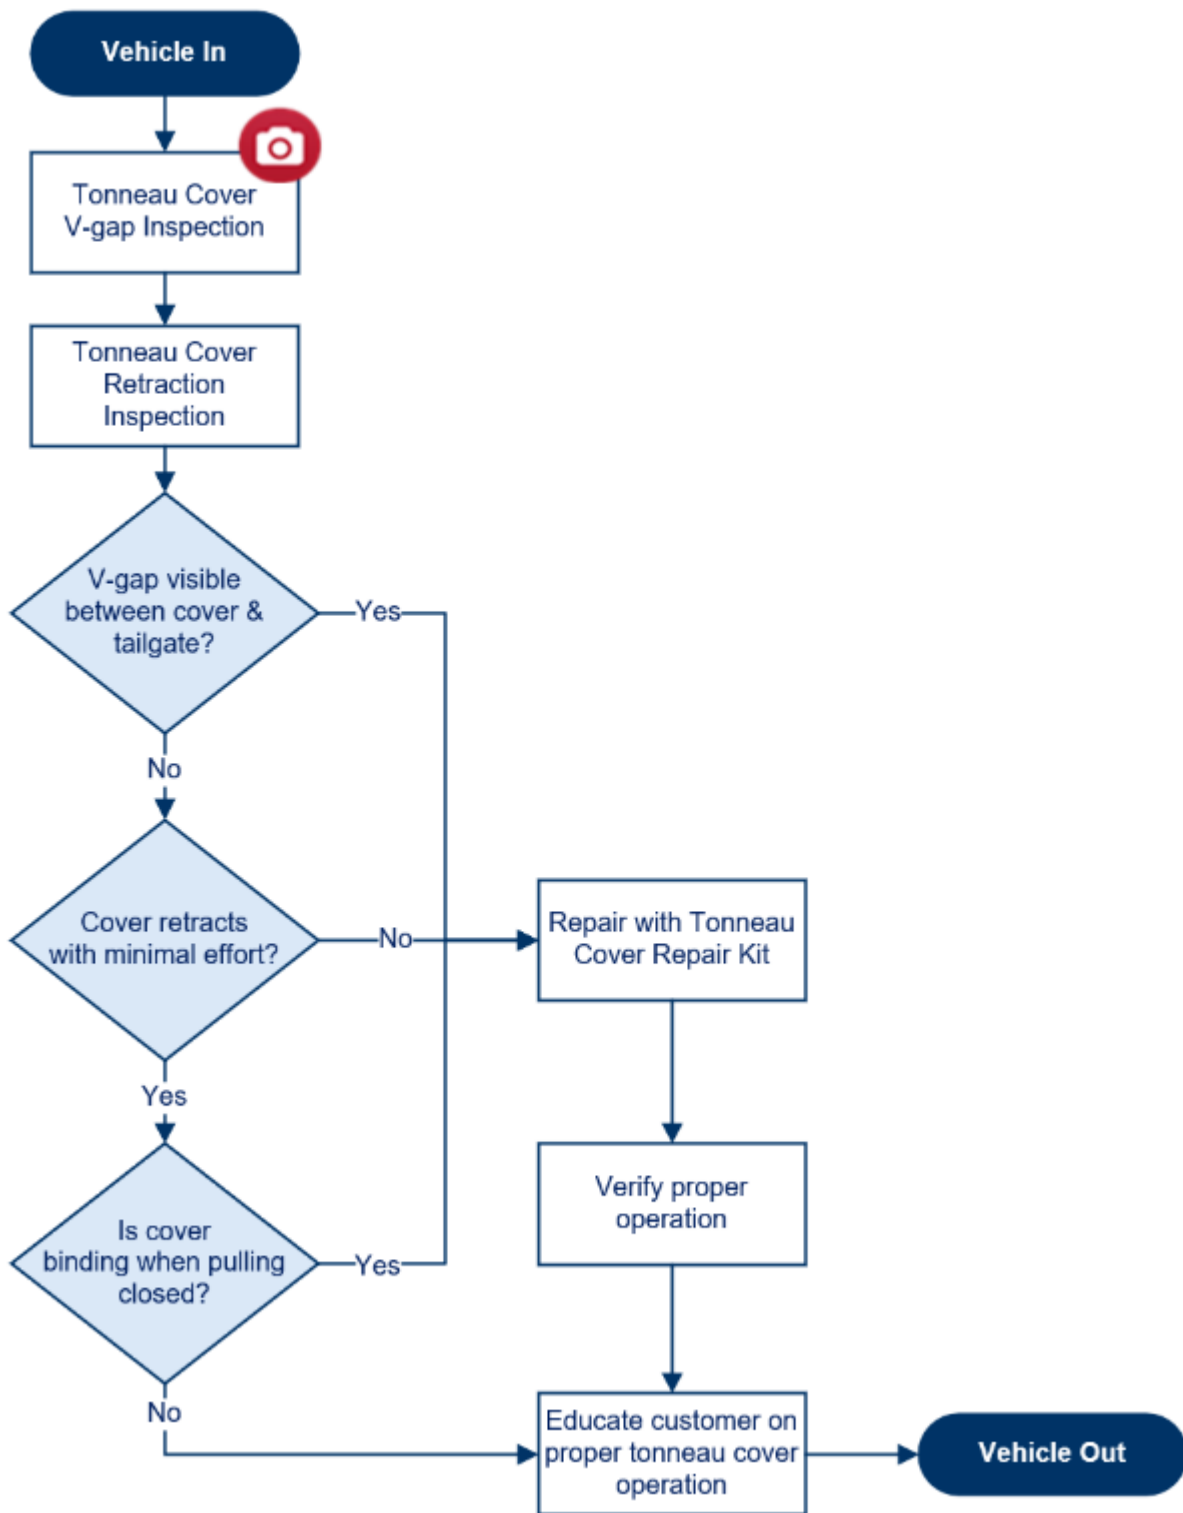 Vehicle In
Tonneau Cover
V-gap Inspection
Tonneau Cover
Retraction
Inspection
V-gap visible
between cover &
tailgate?
Yes
No
Cover retracts
with minimal effort?
No
Repair with Tonneau
Cover Repair Kit
Yes
Verify proper
operation
Is cover
binding when pulling
closed?
Yes
No
Educate customer on
proper tonneau cover
operation
Vehicle Out